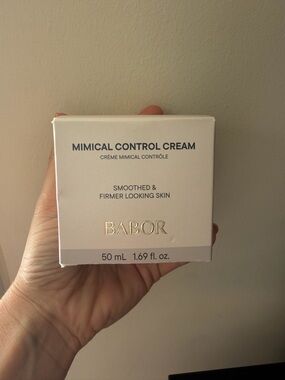 MIMICAL CONTROL CREAM
CRÈME MIMICAL CONTRÔLE
SMOOTHED &
FIRMER LOOKING SKIN
BABOR
50 mL 1.69 fl. oz.